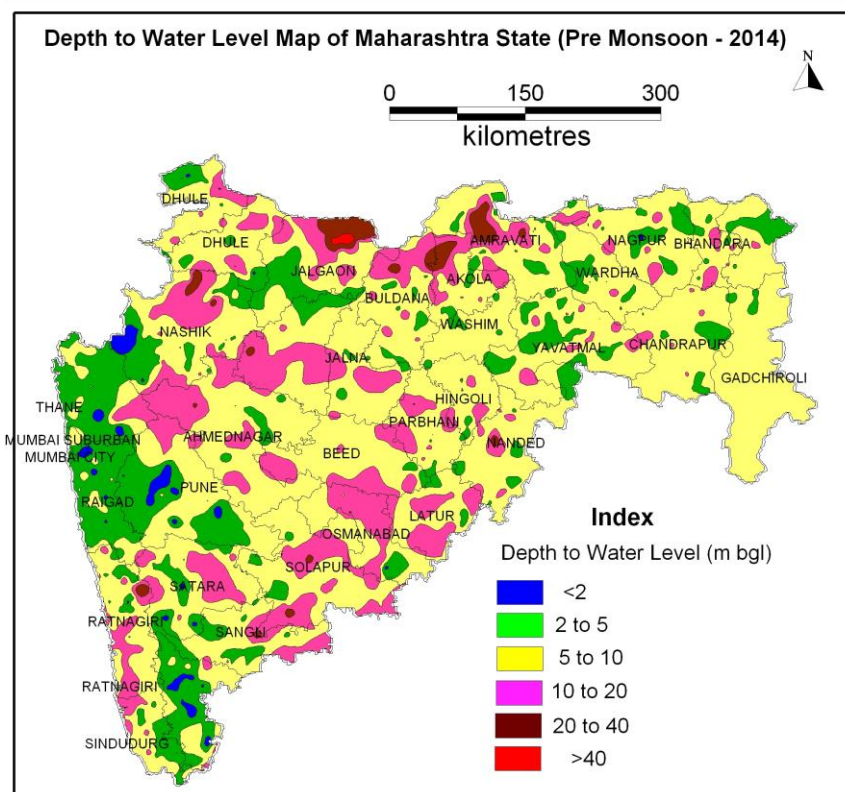 Depth to Water Level Map of Maharashtra State (Pre Monsoon - 2014)
N
0 150 300
kilometres
DHULE
DHULE
JALGAON
AMRAVATI
NAGPUR
BHANDARA
AKOLA
WARDHA
BULDANA
NASHIK
WASHIM
JALNA
YAVATMAL
CHANDRAPUR
GADCHIROLI
THANE
HINGOLI
MUMBAI SUBURBAN
AHMEDNAGAR
PARBHANI
NANDED
MUMBAI CITY
BEED
PUNE
RAIGAD
LATUR
OSMANABAD
SOLAPUR
SATARA
RATNAGIRI
SANGLI
RATNAGIRI
SINDUDURG
Index
Depth to Water Level (m bgl)
<2
2 to 5
5 to 10
10 to 20
20 to 40
>40